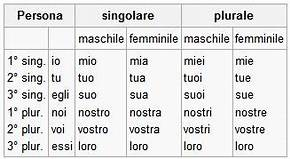 Persona singolare plurale
maschile femminile maschile femminile
1° sing. io mio mia miei mie
2° sing. tu tuo tua tuoi tue
3° sing. egli suo sua suoi sue
1° plur. noi nostro nostra nostri nostre
2° plur. voi vostro vostra vostri vostre
3° plur. essi loro loro loro loro